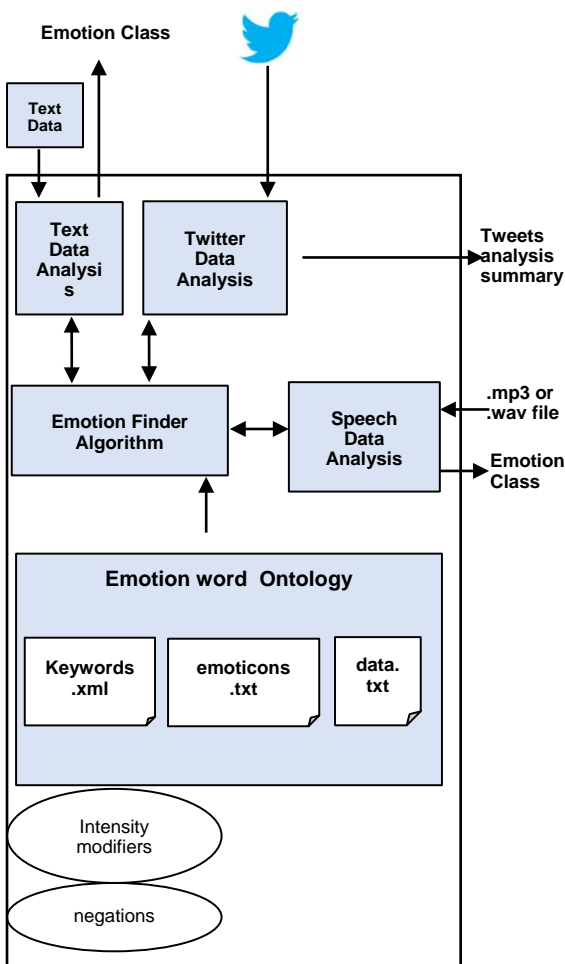 Emotion Class
Text
Data
Text
Data
Analysi
s
Twitter
Data
Analysis
Tweets
analysis
summary
Emotion Finder
Algorithm
Speech
Data
Analysis
.mp3 or
.wav file
Emotion
Class
Emotion word Ontology
Keywords
.xml
emoticons
.txt
data.
txt
Intensity
modifiers
negations